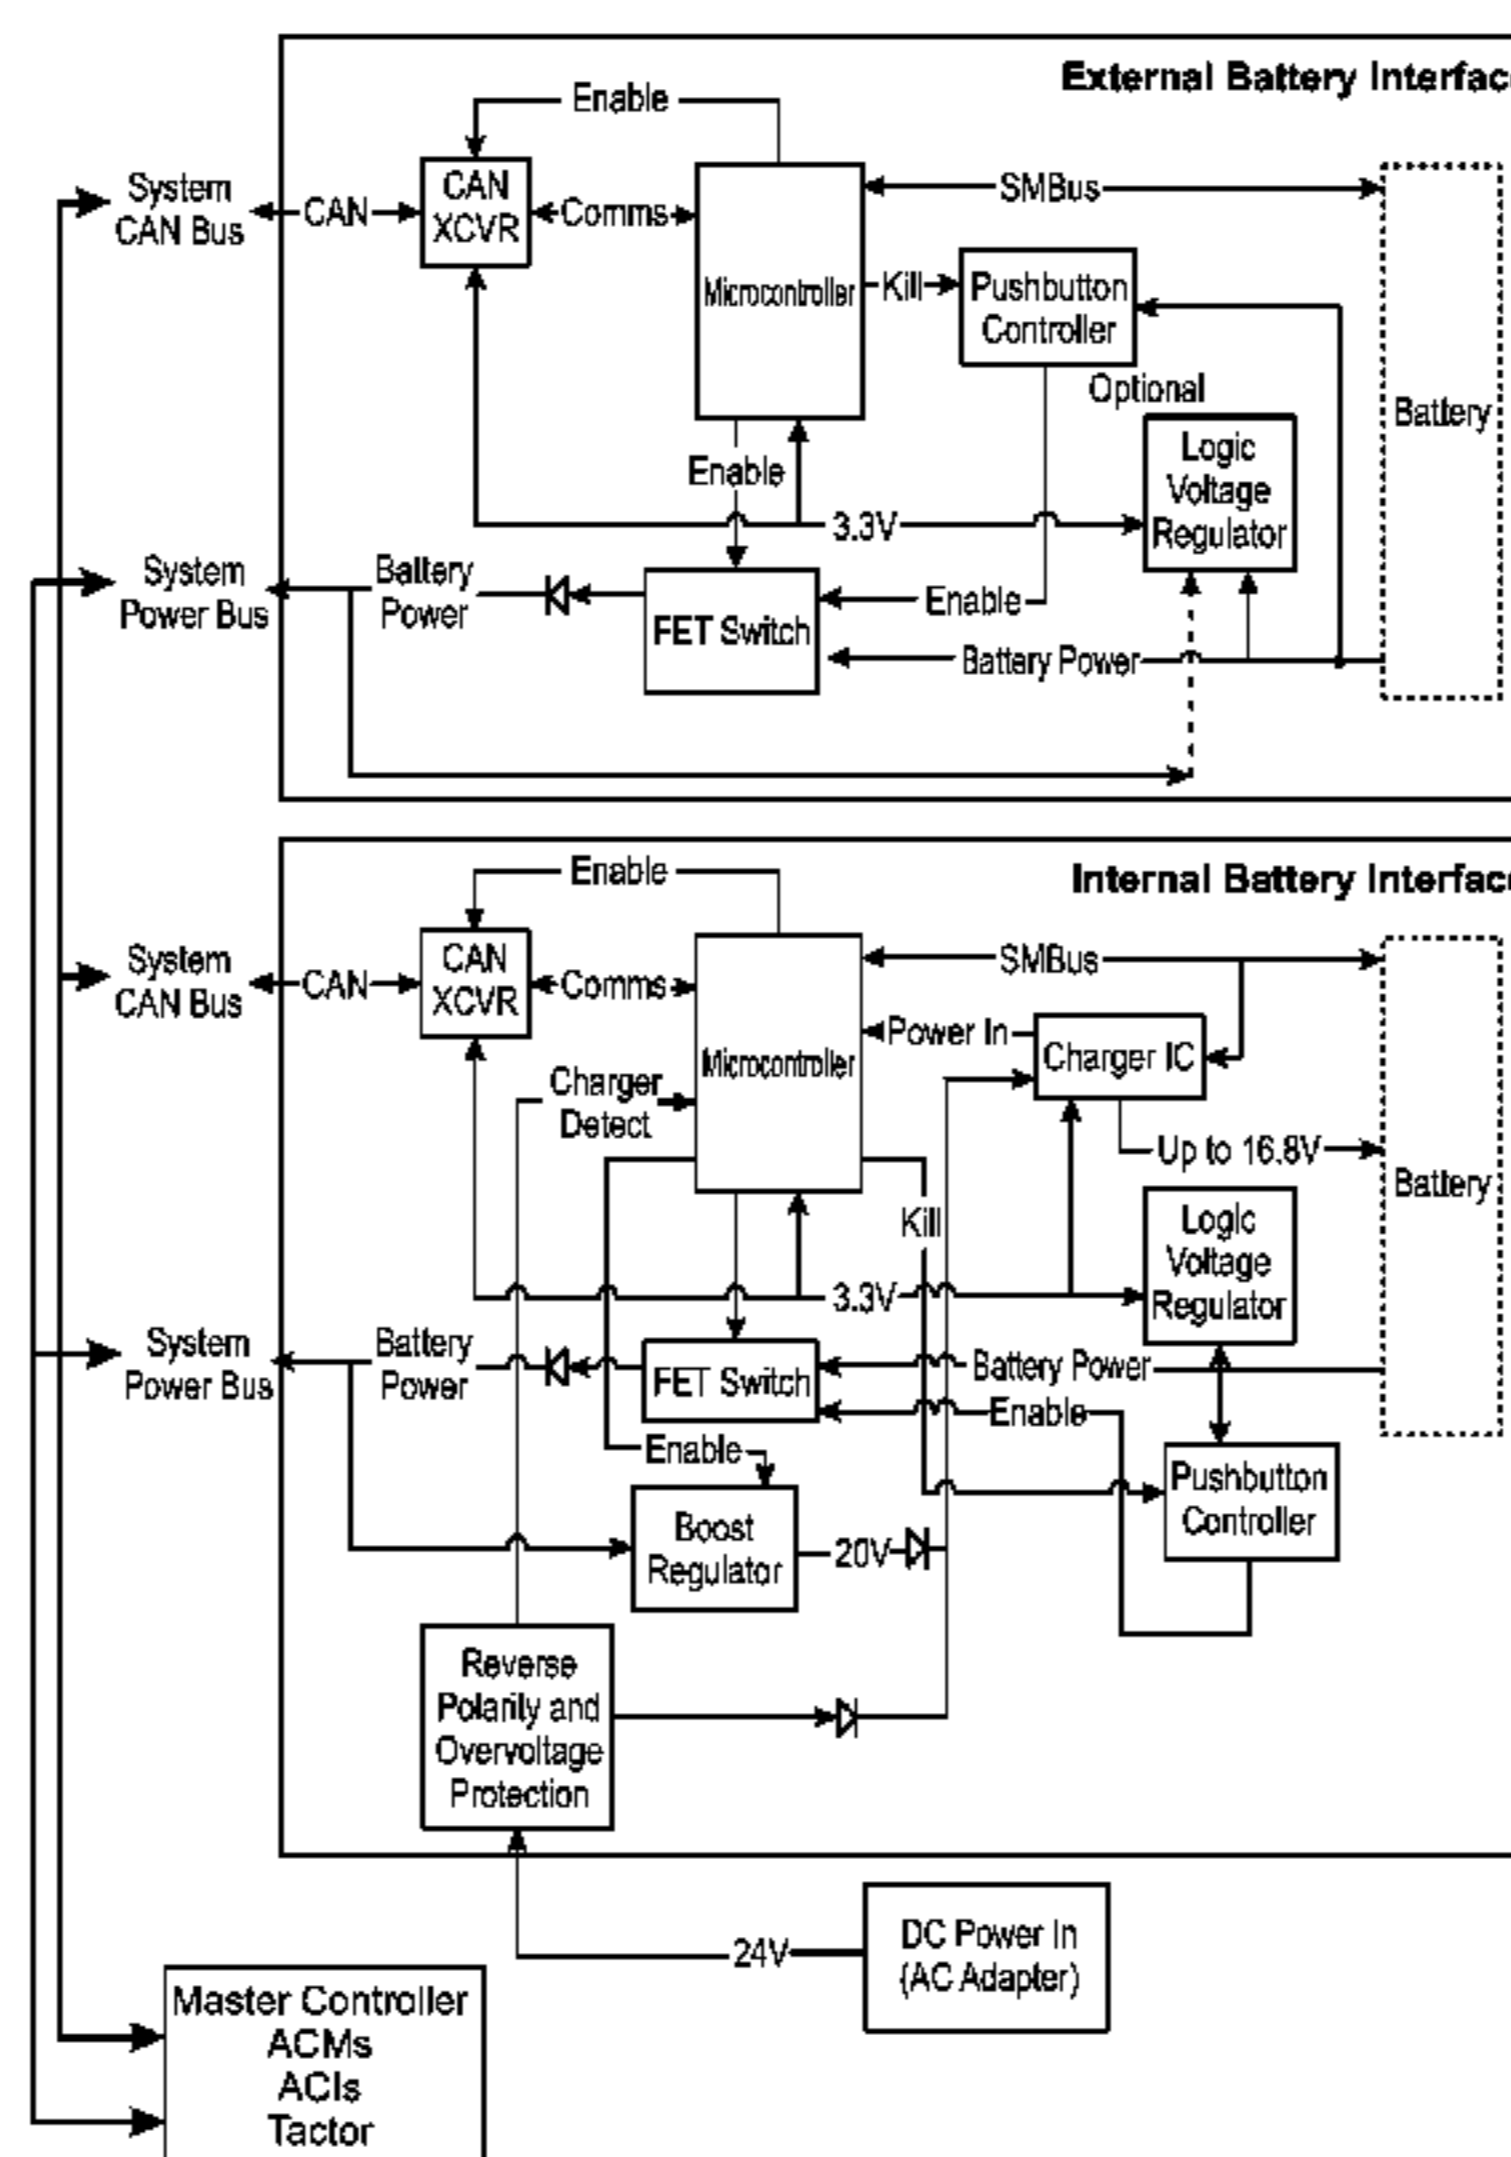 External Battery Interfac
Enable
System
CAN Bus
CAN
CAN
XCVR
Comms
Microcontroller
SMBus
Kill
Pushbutton
Controller
Optional
Battery
Logic
Voltage
Regulator
Enable
3.3V
System
Power Bus
Battery
Power
FET Switch
Enable
Battery Power
Internal Battery Interfac
Enable
System
CAN Bus
CAN
CAN
XCVR
Comms
Microcontroller
SMBus
Power In
Charger IC
Charger
Detect
Up to 16.8V
Battery
Kill
Logic
Voltage
Regulator
3.3V
System
Power Bus
Battery
Power
FET Switch
Battery Power
Enable
Enable
Pushbutton
Controller
Boost
Regulator
20V
Reverse
Polarity and
Overvoltage
Protection
24V
DC Power In
(AC Adapter)
Master Controller
ACMs
ACIs
Tactor